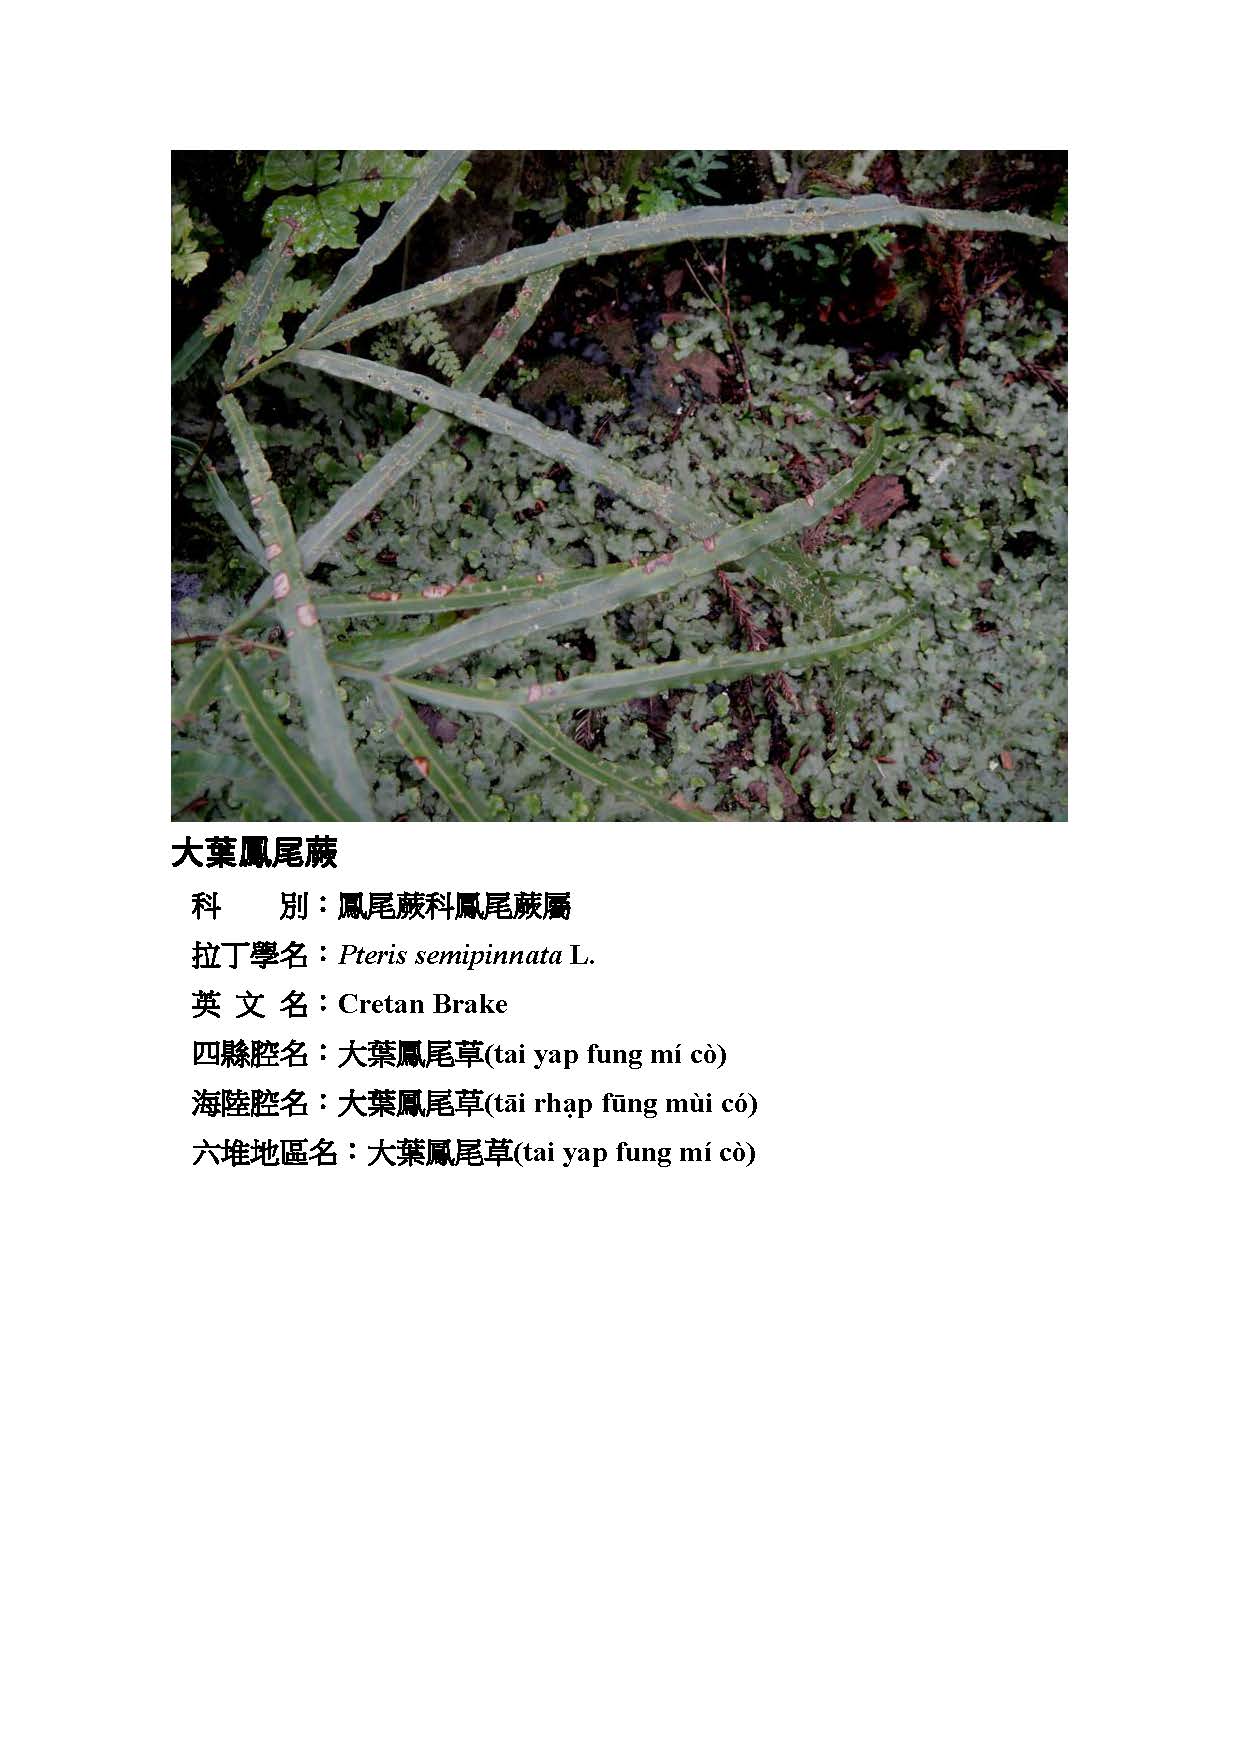 大葉鳳尾蕨
科　　別：鳳尾蕨科鳳尾蕨屬
拉丁學名：Pteris semipinnata L.
英 文 名：Cretan Brake
四縣腔名：大葉鳳尾草(tai yap fung mí cò)
海陸腔名：大葉鳳尾草(tāi rhạp fūng mùi có)
六堆地區名：大葉鳳尾草(tai yap fung mí cò)